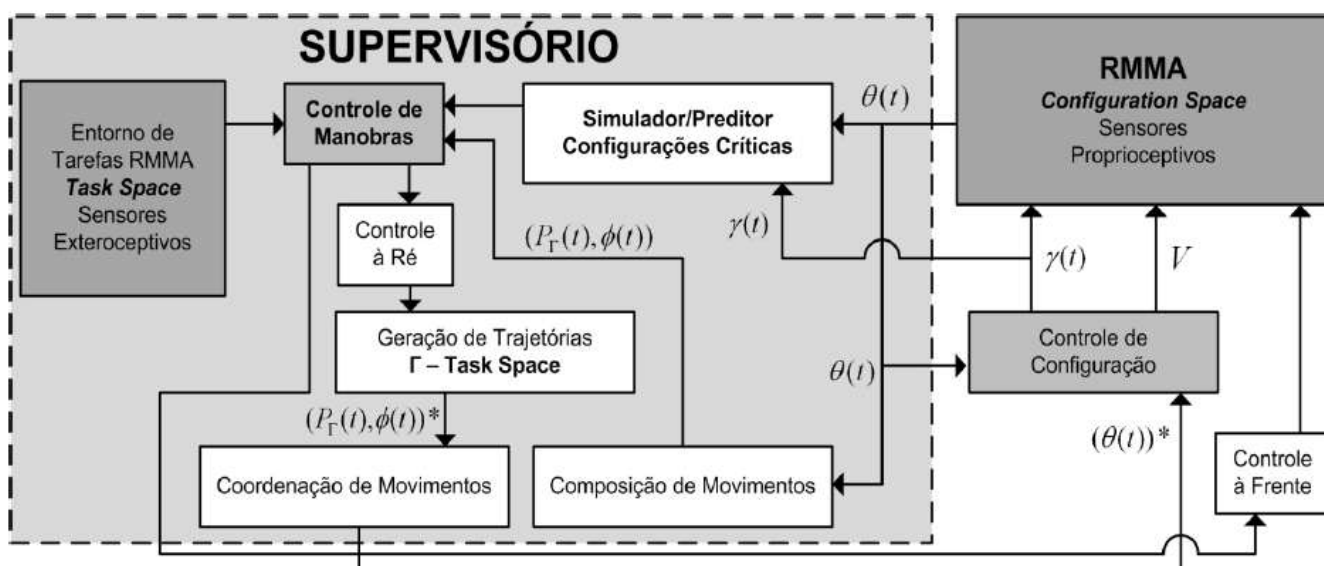 SUPERVISÓRIO
Entorno de
Tarefas RMMA
Task Space
Sensores
Exteroceptivos
Controle de
Manobras
Simulador/Preditor
Configurações Críticas
θ(t)
RMMA
Configuration Space
Sensores
Proprioceptivos
Controle
à Ré
(P_Γ(t),ϕ(t))
γ(t)
γ(t)
V
Geração de Trajetórias
Γ – Task Space
θ(t)
Controle de
Configuração
(P_Γ(t),ϕ(t))*
(θ(t))*
Coordenação de Movimentos
Composição de Movimentos
Controle
à Frente